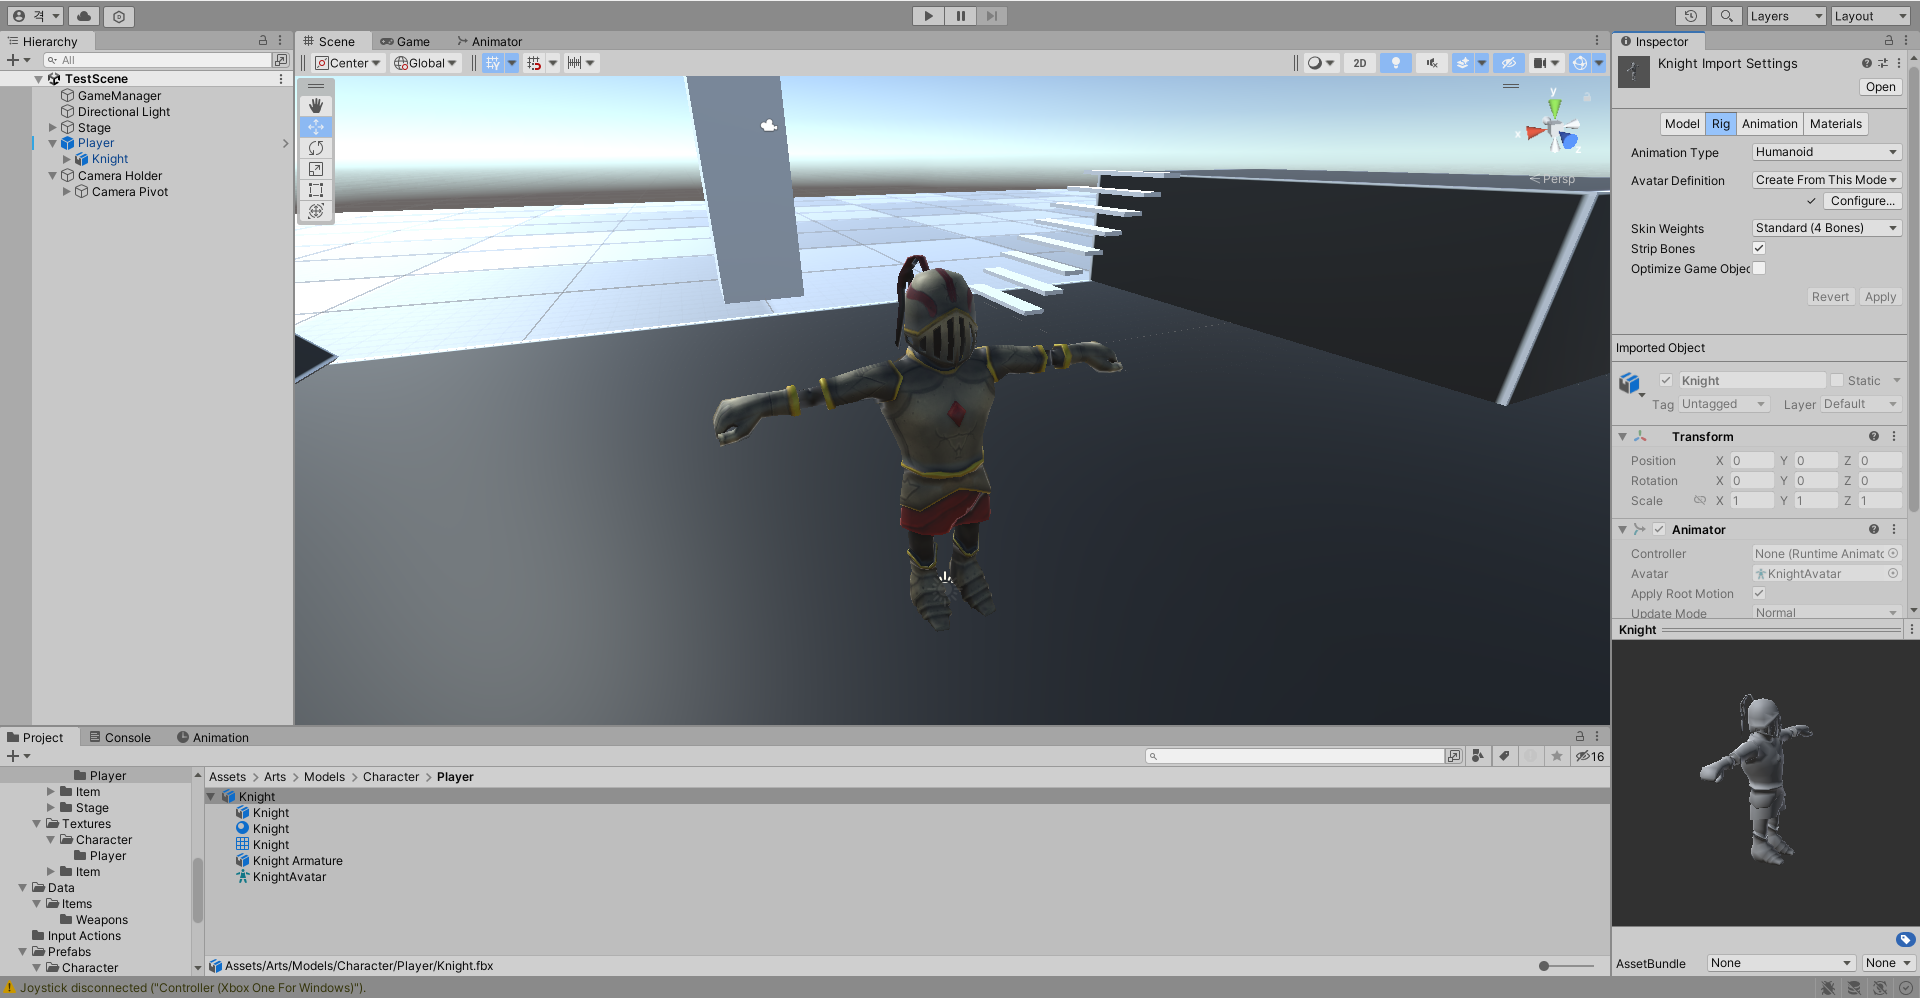 격
Layers
Layout
Hierarchy
Scene
Game
Animator
Inspector
All
Center
Global
2D
Knight Import Settings
Open
TestScene
GameManager
Directional Light
Stage
Player
Knight
Camera Holder
Camera Pivot
y
x
z
Persp
Model
Rig
Animation
Materials
Animation Type
Humanoid
Avatar Definition
Create From This Mode
Configure...
Skin Weights
Standard (4 Bones)
Strip Bones
Optimize Game Objec
Revert
Apply
Imported Object
Knight
Static
Tag
Untagged
Layer
Default
Transform
Position X 0 Y 0 Z 0
Rotation X 0 Y 0 Z 0
Scale X 1 Y 1 Z 1
Animator
Controller
None (Runtime Animatc
Avatar
KnightAvatar
Apply Root Motion
Update Mode
Normal
Knight
AssetBundle
None
None
Project
Console
Animation
16
Player
Item
Stage
Textures
Character
Player
Item
Data
Items
Weapons
Input Actions
Prefabs
Character
Assets > Arts > Models > Character > Player
Knight
Knight
Knight
Knight
Knight Armature
KnightAvatar
Assets/Arts/Models/Character/Player/Knight.fbx
Joystick disconnected ("Controller (Xbox One For Windows)").